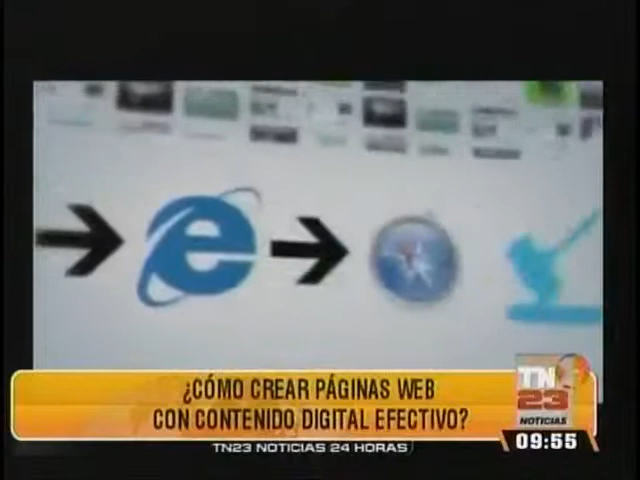 ¿CÓMO CREAR PÁGINAS WEB
CON CONTENIDO DIGITAL EFECTIVO?
TN
23
NOTICIAS
09:55
TN23 NOTICIAS 24 HORAS